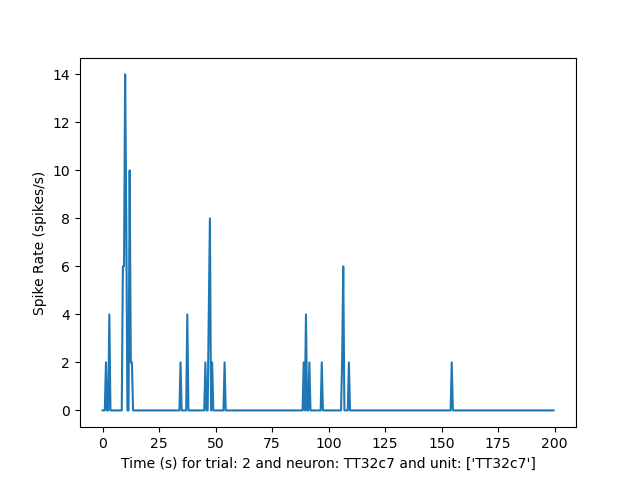 14
12
10
8
6
4
2
0
Spike Rate (spikes/s)
0 25 50 75 100 125 150 175 200
Time (s) for trial: 2 and neuron: TT32c7 and unit: ['TT32c7']